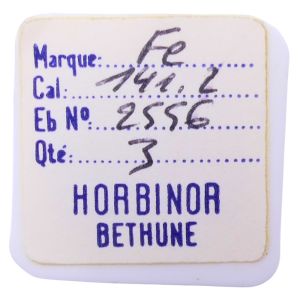 Marque: Fe
Cal: 141.2
Eb Nº: 2556
Qté: 3
HORBINOR
BETHUNE